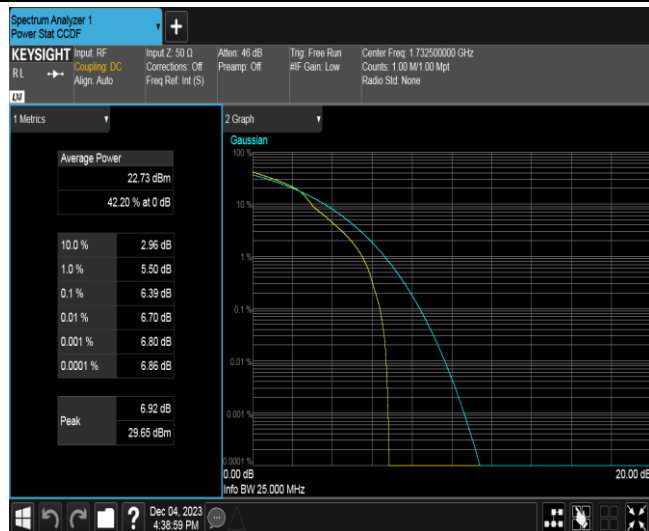 Spectrum Analyzer 1
Power Stat CCDF
+
KEYSIGHT
RL
Input: RF
Coupling: DC
Align: Auto
Input Z: 50 Ω
Corrections: Off
Freq Ref: Int (S)
Atten: 46 dB
Preamp: Off
Trig: Free Run
#IF Gain: Low
Center Freq: 1.732500000 GHz
Counts: 1.00 M/1.00 Mpt
Radio Std: None
1 Metrics
Average Power
22.73 dBm
42.20 % at 0 dB
10.0 % 2.96 dB
1.0 % 5.50 dB
0.1 % 6.39 dB
0.01 % 6.70 dB
0.001 % 6.80 dB
0.0001 % 6.86 dB
Peak
6.92 dB
29.65 dBm
2 Graph
Gaussian
100 %
10 %
1 %
0.1 %
0.01 %
0.001 %
0.0001 %
0.00 dB
20.00 dB
Info BW 25.000 MHz
?
Dec 04, 2023
4:38:59 PM